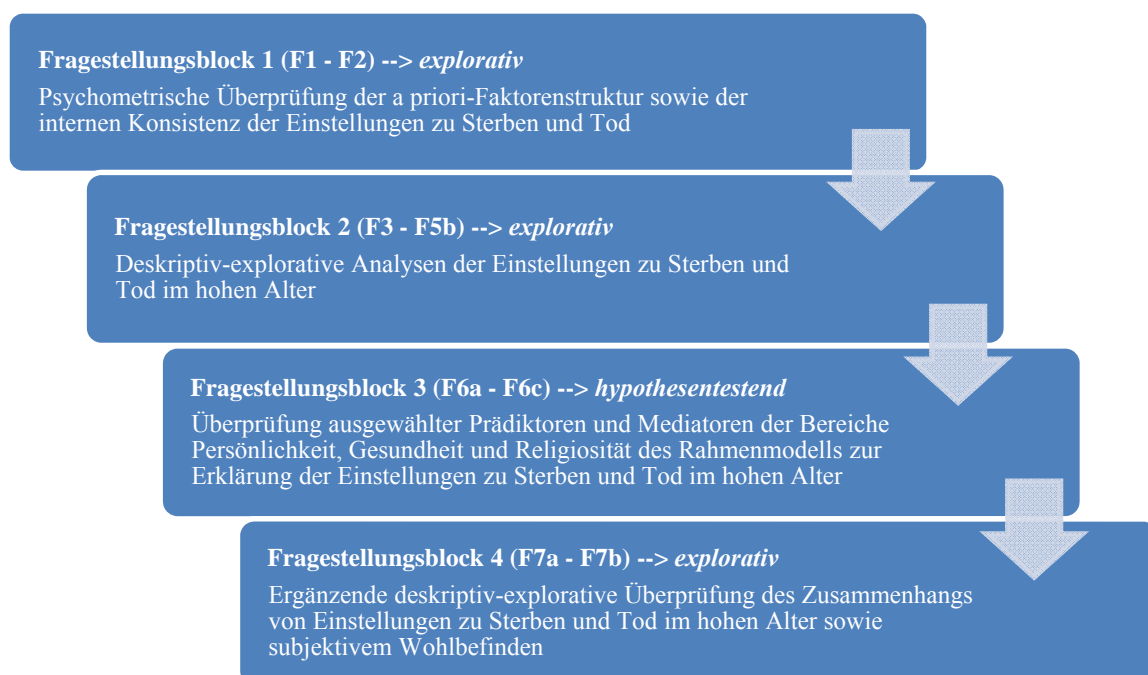 Fragestellungsblock 1 (F1 - F2) --> explorativ
Psychometrische Überprüfung der a priori-Faktorenstruktur sowie der
internen Konsistenz der Einstellungen zu Sterben und Tod
Fragestellungsblock 2 (F3 - F5b) --> explorativ
Deskriptiv-explorative Analysen der Einstellungen zu Sterben und
Tod im hohen Alter
Fragestellungsblock 3 (F6a - F6c) --> hypothesentestend
Überprüfung ausgewählter Prädiktoren und Mediatoren der Bereiche
Persönlichkeit, Gesundheit und Religiosität des Rahmenmodells zur
Erklärung der Einstellungen zu Sterben und Tod im hohen Alter
Fragestellungsblock 4 (F7a - F7b) --> explorativ
Ergänzende deskriptiv-explorative Überprüfung des Zusammenhangs
von Einstellungen zu Sterben und Tod im hohen Alter sowie
subjektivem Wohlbefinden